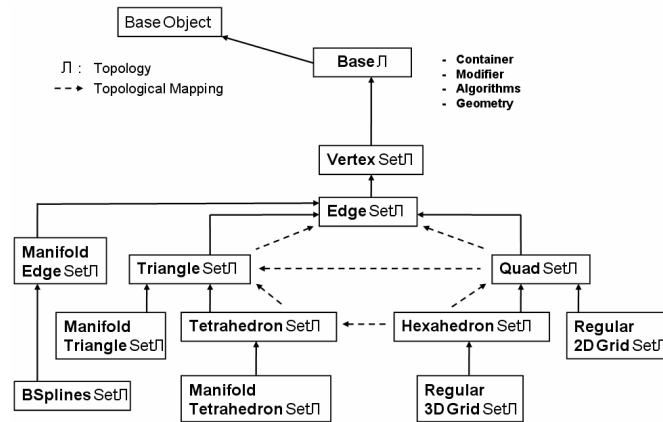 Base Object
Base Л
- Container
- Modifier
- Algorithms
- Geometry
Л : Topology
Topological Mapping
Vertex SetЛ
Edge SetЛ
Manifold
Edge SetЛ
Triangle SetЛ
Quad SetЛ
Manifold
Triangle SetЛ
Tetrahedron SetЛ
Hexahedron SetЛ
Regular
2D Grid SetЛ
BSplines SetЛ
Manifold
Tetrahedron SetЛ
Regular
3D Grid SetЛ